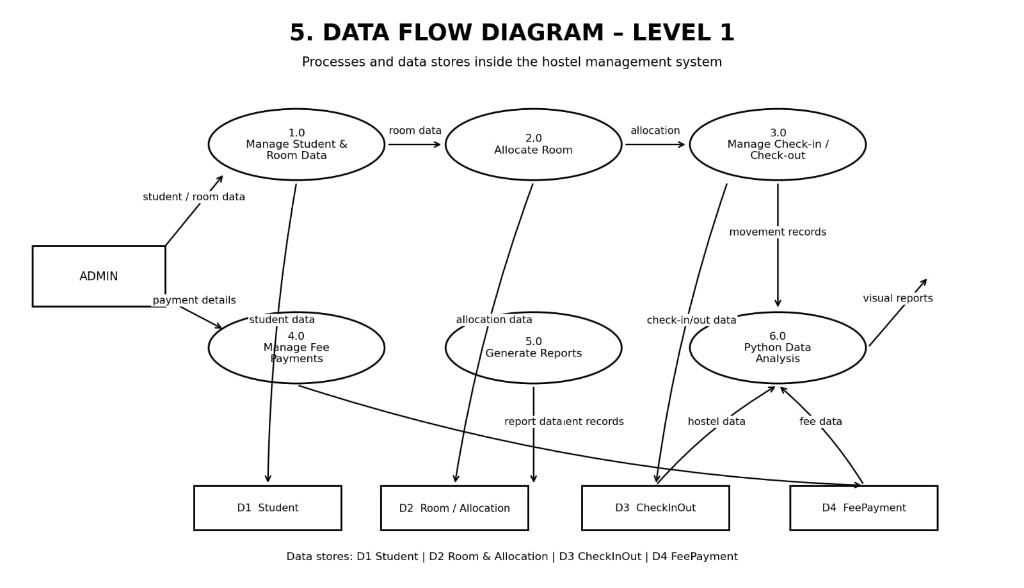 5. DATA FLOW DIAGRAM – LEVEL 1
Processes and data stores inside the hostel management system
1.0
Manage Student &
Room Data
room data
2.0
Allocate Room
allocation
3.0
Manage Check-in /
Check-out
student / room data
movement records
ADMIN
payment details
visual reports
student data
allocation data
check-in/out data
4.0
Manage Fee
Payments
5.0
Generate Reports
6.0
Python Data
Analysis
report data
records
hostel data
fee data
D1 Student
D2 Room / Allocation
D3 CheckInOut
D4 FeePayment
Data stores: D1 Student | D2 Room & Allocation | D3 CheckInOut | D4 FeePayment